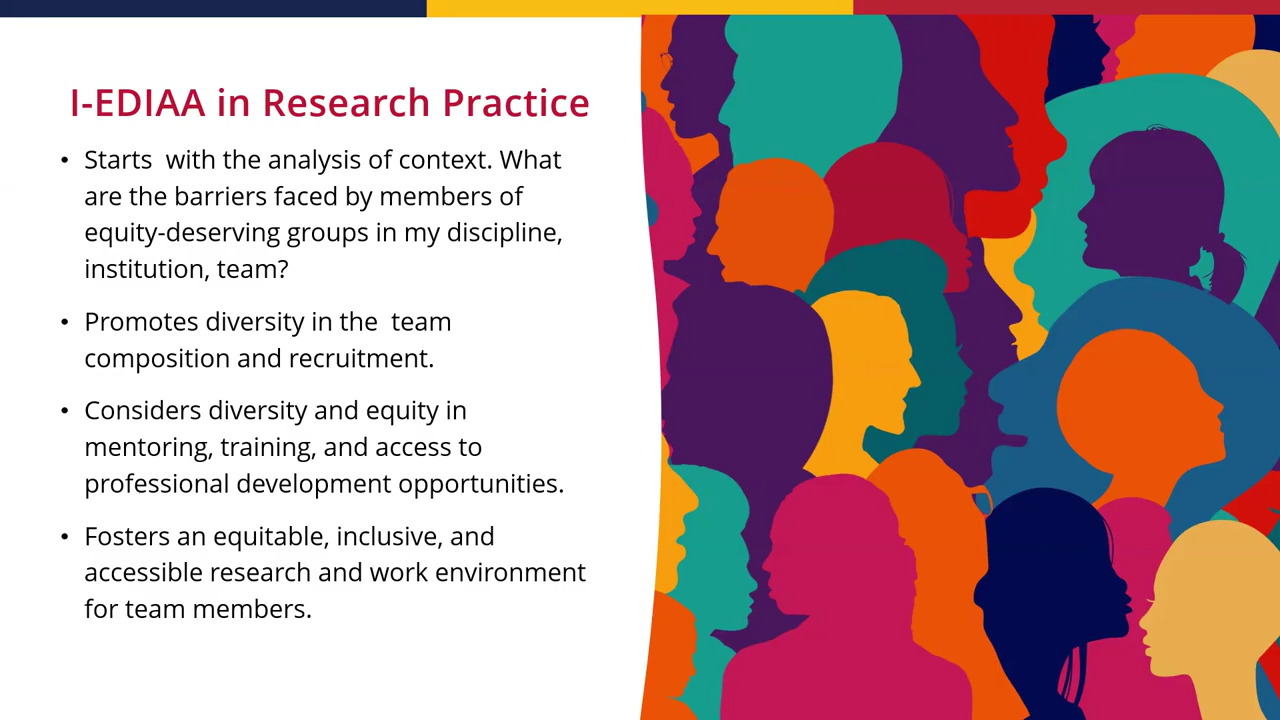 I-EDIAA in Research Practice
• Starts  with the analysis of context. What
are the barriers faced by members of
equity-deserving groups in my discipline,
institution, team?
• Promotes diversity in the  team
composition and recruitment.
• Considers diversity and equity in
mentoring, training, and access to
professional development opportunities.
• Fosters an equitable, inclusive, and
accessible research and work environment
for team members.